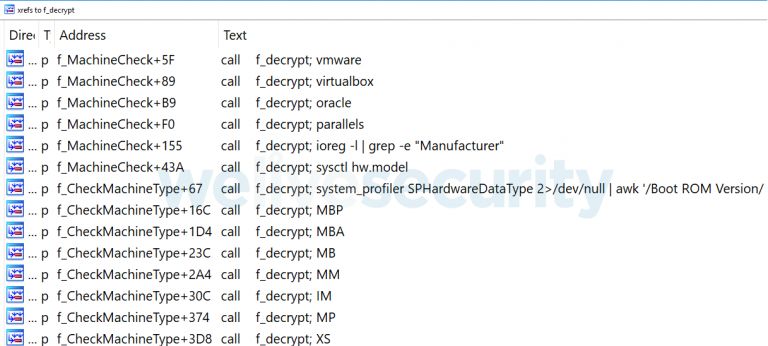 xrefs to f_decrypt
Direc T Address Text
... p f_MachineCheck+5F call f_decrypt; vmware
... p f_MachineCheck+89 call f_decrypt; virtualbox
... p f_MachineCheck+B9 call f_decrypt; oracle
... p f_MachineCheck+F0 call f_decrypt; parallels
... p f_MachineCheck+155 call f_decrypt; ioreg -l | grep -e "Manufacturer"
... p f_MachineCheck+43A call f_decrypt; sysctl hw.model
... p f_CheckMachineType+67 call f_decrypt; system_profiler SPHardwareDataType 2>/dev/null | awk '/Boot ROM Version/
... p f_CheckMachineType+16C call f_decrypt; MBP
... p f_CheckMachineType+1D4 call f_decrypt; MBA
... p f_CheckMachineType+23C call f_decrypt; MB
... p f_CheckMachineType+2A4 call f_decrypt; MM
... p f_CheckMachineType+30C call f_decrypt; IM
... p f_CheckMachineType+374 call f_decrypt; MP
... p f_CheckMachineType+3D8 call f_decrypt; XS
welivesecurity